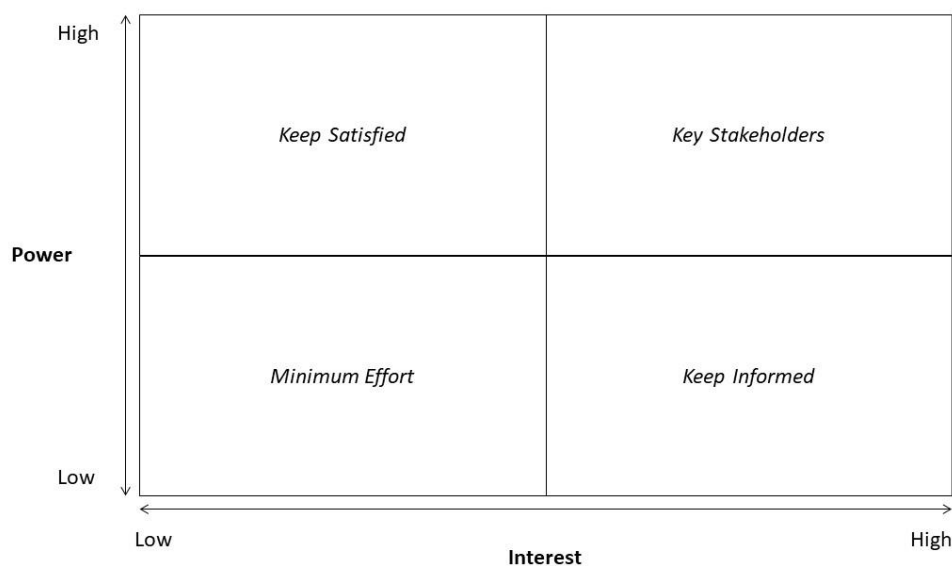 High
Keep Satisfied
Key Stakeholders
Power
Minimum Effort
Keep Informed
Low
Low
High
Interest